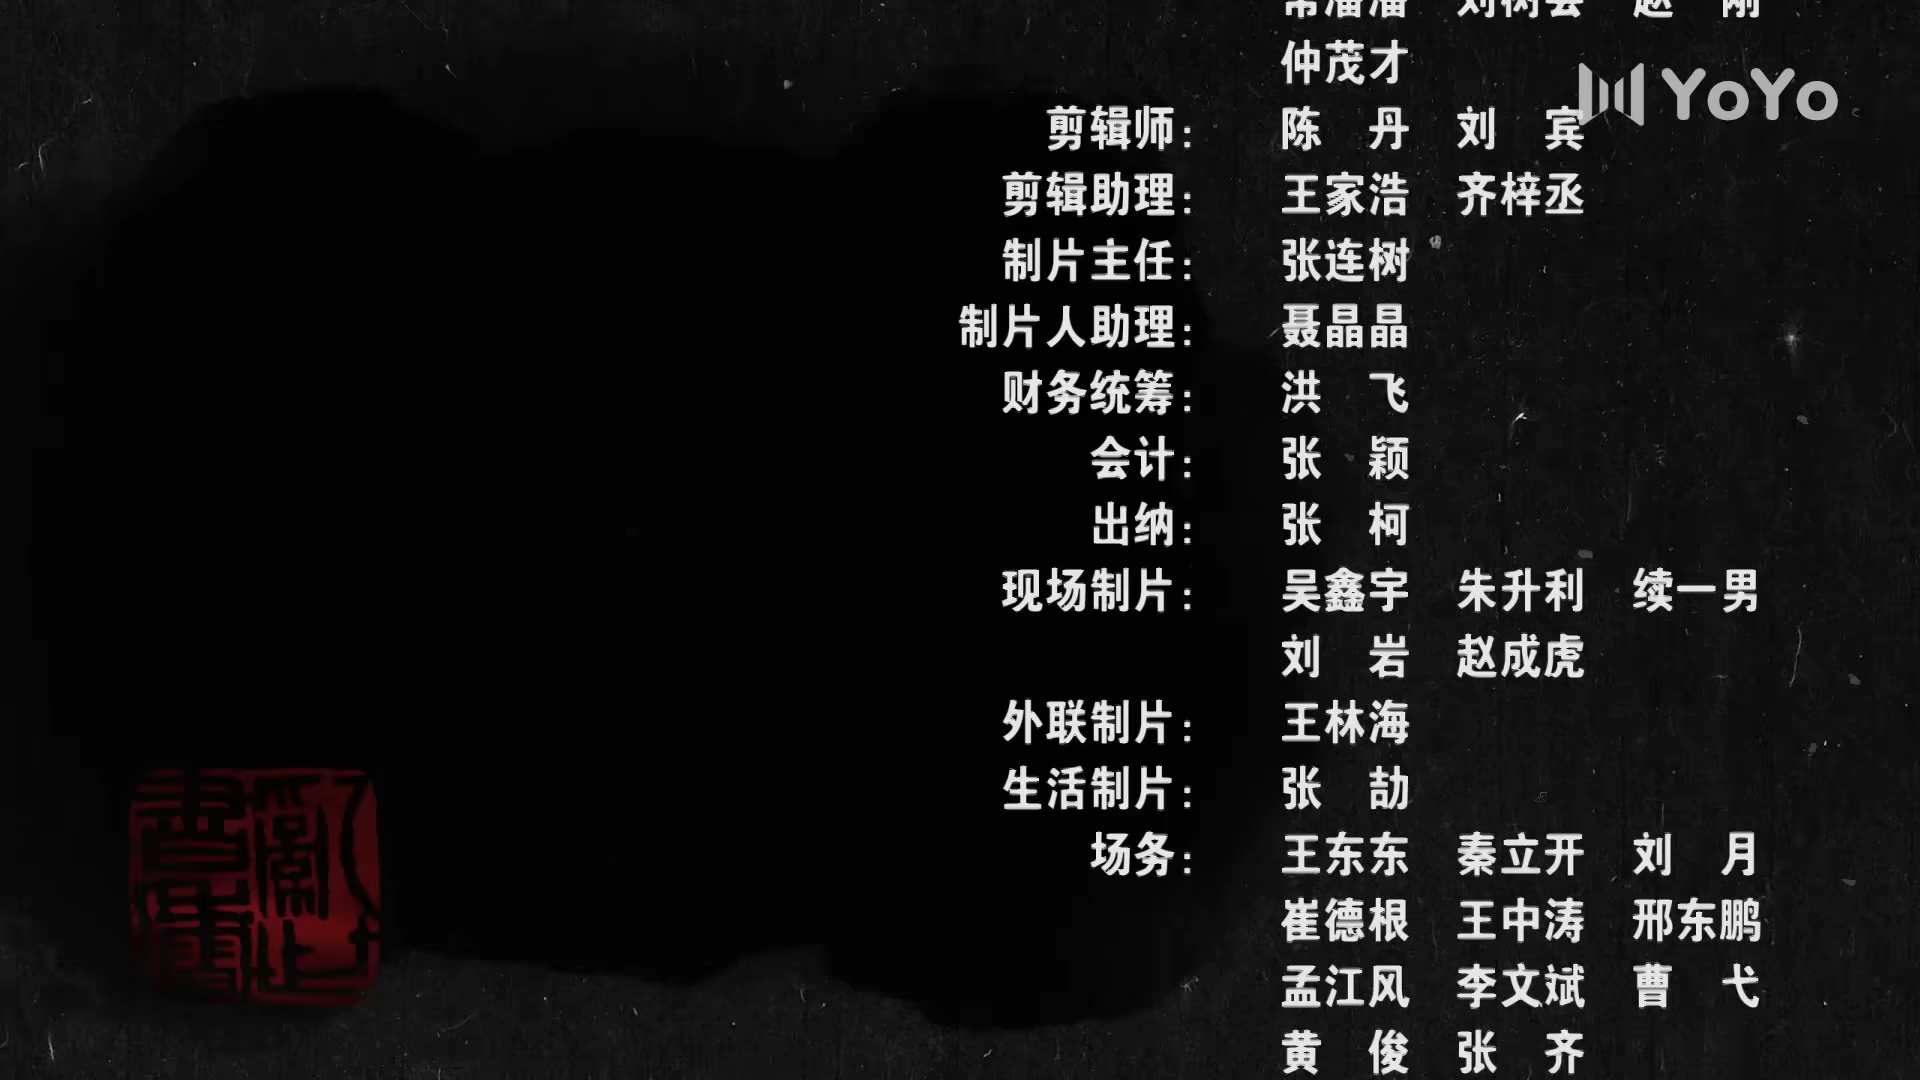 仲茂才
YoYo
剪辑师： 陈 丹 刘 宾
剪辑助理： 王家浩 齐梓丞
制片主任： 张连树
制片人助理： 聂晶晶
财务统筹： 洪 飞
会计： 张 颖
出纳： 张 柯
现场制片： 吴鑫宇 朱升利 续一男
刘 岩 赵成虎
外联制片： 王林海
生活制片： 张 劼
场务： 王东东 秦立开 刘 月
崔德根 王中涛 邢东鹏
孟江风 李文斌 曹 弋
黄 俊 张 齐